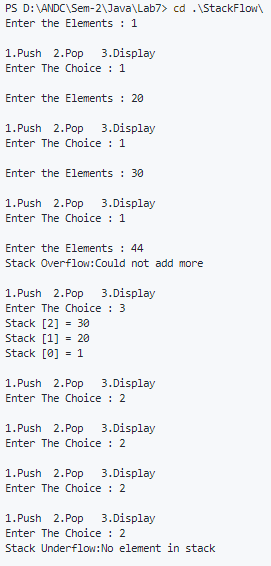 PS D:\ANDC\Sem-2\Java\Lab7> cd .\StackFlow\
Enter the Elements : 1
1.Push  2.Pop   3.Display
Enter The Choice : 1
Enter the Elements : 20
1.Push  2.Pop   3.Display
Enter The Choice : 1
Enter the Elements : 30
1.Push  2.Pop   3.Display
Enter The Choice : 1
Enter the Elements : 44
Stack Overflow:Could not add more
1.Push  2.Pop   3.Display
Enter The Choice : 3
Stack [2] = 30
Stack [1] = 20
Stack [0] = 1
1.Push  2.Pop   3.Display
Enter The Choice : 2
1.Push  2.Pop   3.Display
Enter The Choice : 2
1.Push  2.Pop   3.Display
Enter The Choice : 2
1.Push  2.Pop   3.Display
Enter The Choice : 2
Stack Underflow:No element in stack